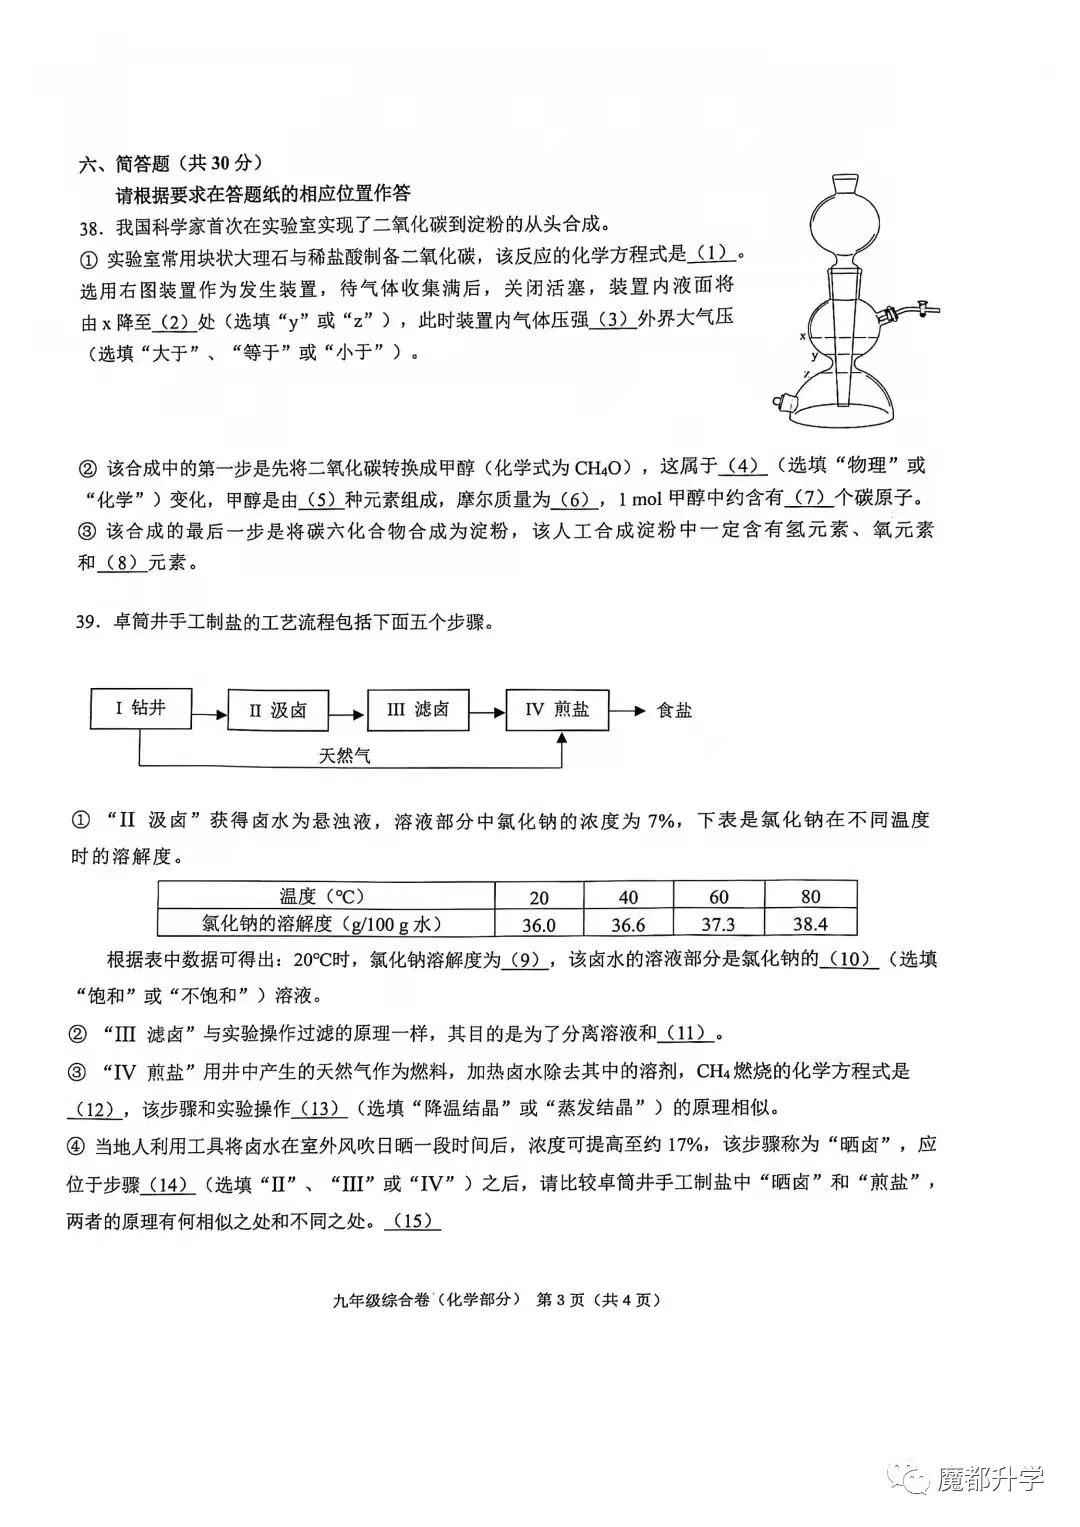 六、简答题（共 30 分）
请根据要求在答题纸的相应位置作答
38．我国科学家首次在实验室实现了二氧化碳到淀粉的从头合成。
① 实验室常用块状大理石与稀盐酸制备二氧化碳，该反应的化学方程式是（1）。
选用右图装置作为发生装置，待气体收集满后，关闭活塞，装置内液面将
由 x 降至（2）处（选填“y”或“z”），此时装置内气体压强（3）外界大气压
（选填“大于”、“等于”或“小于”）。
x
y
z
② 该合成中的第一步是先将二氧化碳转换成甲醇（化学式为 CH₄O），这属于（4）（选填“物理”或
“化学”）变化，甲醇是由（5）种元素组成，摩尔质量为（6），1 mol 甲醇中约含有（7）个碳原子。
③ 该合成的最后一步是将碳六化合物合成为淀粉，该人工合成淀粉中一定含有氢元素、氧元素
和（8）元素。
39．卓筒井手工制盐的工艺流程包括下面五个步骤。
I 钻井 II 汲卤 III 滤卤 IV 煎盐 食盐
天然气
① “II 汲卤”获得卤水为悬浊液，溶液部分中氯化钠的浓度为 7%，下表是氯化钠在不同温度
时的溶解度。
温度（℃） 20 40 60 80
氯化钠的溶解度（g/100 g 水） 36.0 36.6 37.3 38.4
根据表中数据可得出：20℃时，氯化钠溶解度为（9），该卤水的溶液部分是氯化钠的（10）（选填
“饱和”或“不饱和”）溶液。
② “III 滤卤”与实验操作过滤的原理一样，其目的是为了分离溶液和（11）。
③ “IV 煎盐”用井中产生的天然气作为燃料，加热卤水除去其中的溶剂，CH₄ 燃烧的化学方程式是
（12），该步骤和实验操作（13）（选填“降温结晶”或“蒸发结晶”）的原理相似。
④ 当地人利用工具将卤水在室外风吹日晒一段时间后，浓度可提高至约 17%，该步骤称为“晒卤”，应
位于步骤（14）（选填“II”、“III”或“IV”）之后，请比较卓筒井手工制盐中“晒卤”和“煎盐”，
两者的原理有何相似之处和不同之处。（15）
九年级综合卷（化学部分） 第 3 页（共 4 页）
魔都升学